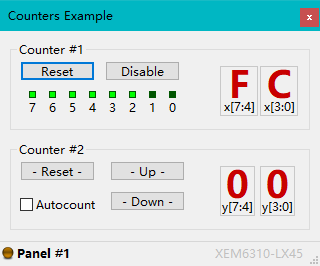 Counters Example
x
Counter #1
Reset Disable
F C
7 6 5 4 3 2 1 0 x[7:4] x[3:0]
Counter #2
- Reset - - Up -
0 0
Autocount - Down - y[7:4] y[3:0]
Panel #1 XEM6310-LX45